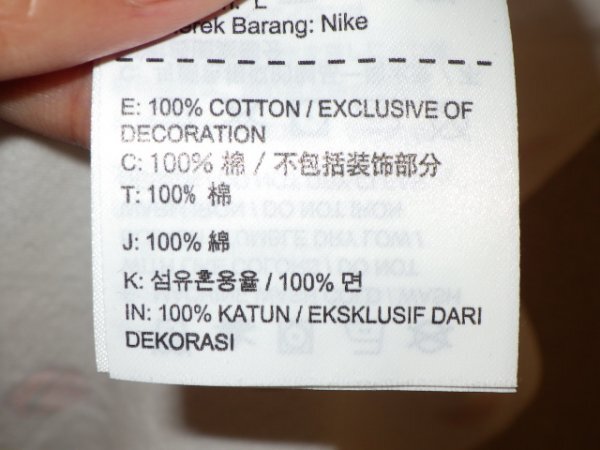 L
Barang: Nike
E: 100% COTTON / EXCLUSIVE OF
DECORATION
C: 100% 棉 / 不包括装饰部分
T: 100% 棉
J: 100% 綿
K: 섬유혼용율 / 100% 면
IN: 100% KATUN / EKSKLUSIF DARI
DEKORASI